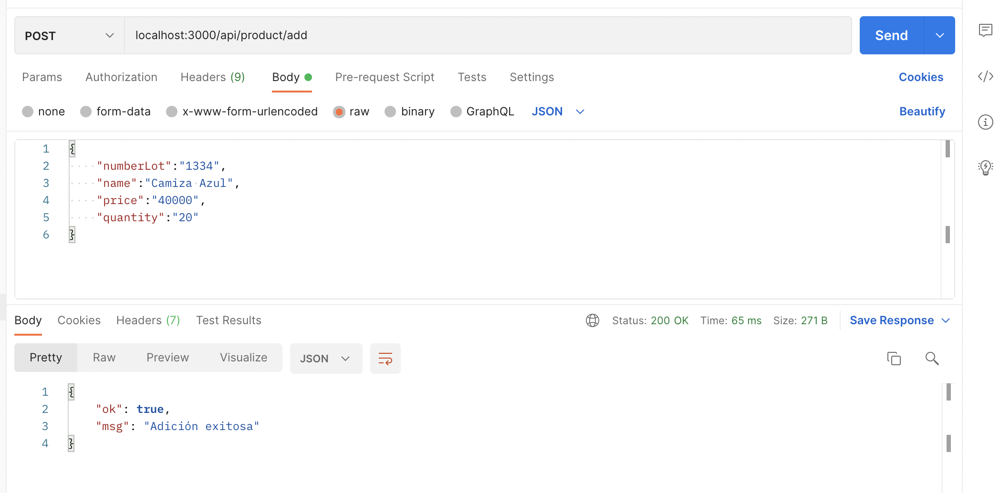 POST localhost:3000/api/product/add Send
Params Authorization Headers (9) Body Pre-request Script Tests Settings Cookies
none form-data x-www-form-urlencoded raw binary GraphQL JSON Beautify
1 {
2 "numberLot":"1334",
3 "name":"Camiza Azul",
4 "price":"40000",
5 "quantity":"20"
6 }
Body Cookies Headers (7) Test Results Status: 200 OK Time: 65 ms Size: 271 B Save Response
Pretty Raw Preview Visualize JSON
1 {
2 "ok": true,
3 "msg": "Adición exitosa"
4 }